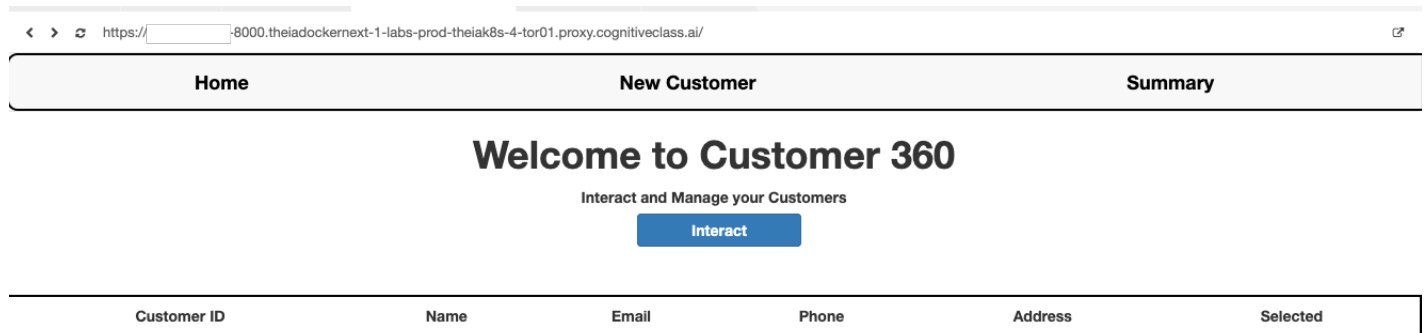 https:// -8000.theiadockernext-1-labs-prod-theiak8s-4-tor01.proxy.cognitiveclass.ai/
Home New Customer Summary
Welcome to Customer 360
Interact and Manage your Customers
Interact
Customer ID Name Email Phone Address Selected